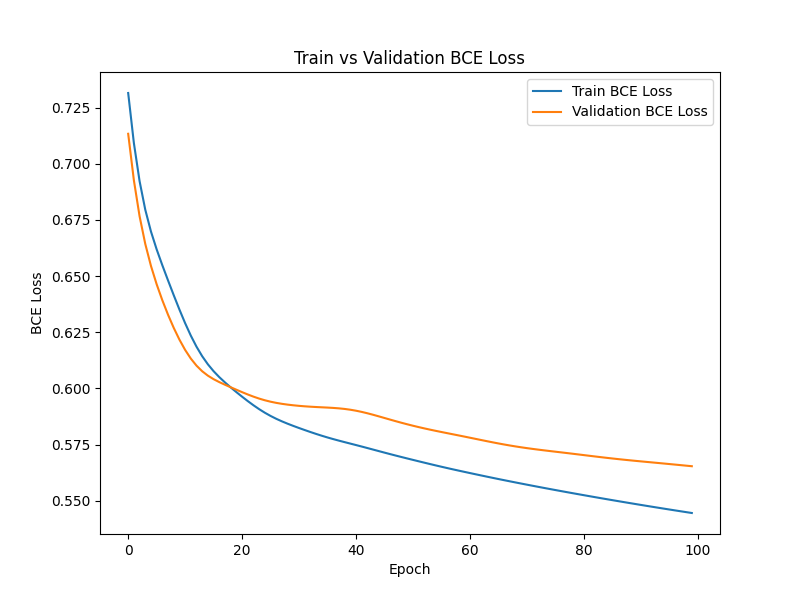 Train vs Validation BCE Loss
Train BCE Loss
Validation BCE Loss
BCE Loss
0.725
0.700
0.675
0.650
0.625
0.600
0.575
0.550
0
20
40
60
80
100
Epoch